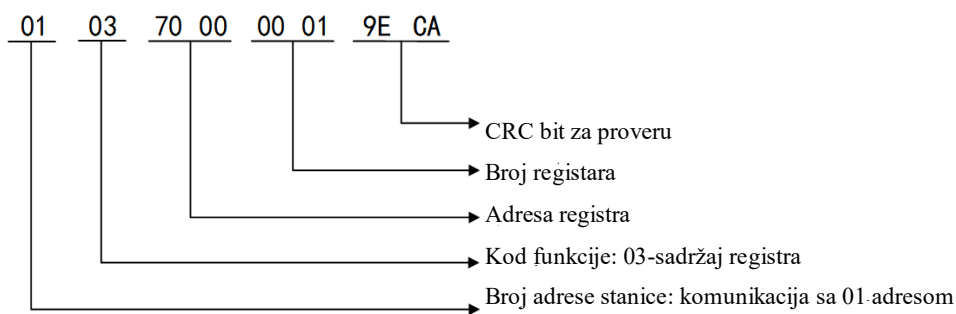 01 03 70 00 00 01 9E CA
CRC bit za proveru
Broj registara
Adresa registra
Kod funkcije: 03-sadržaj registra
Broj adrese stanice: komunikacija sa 01 adresom